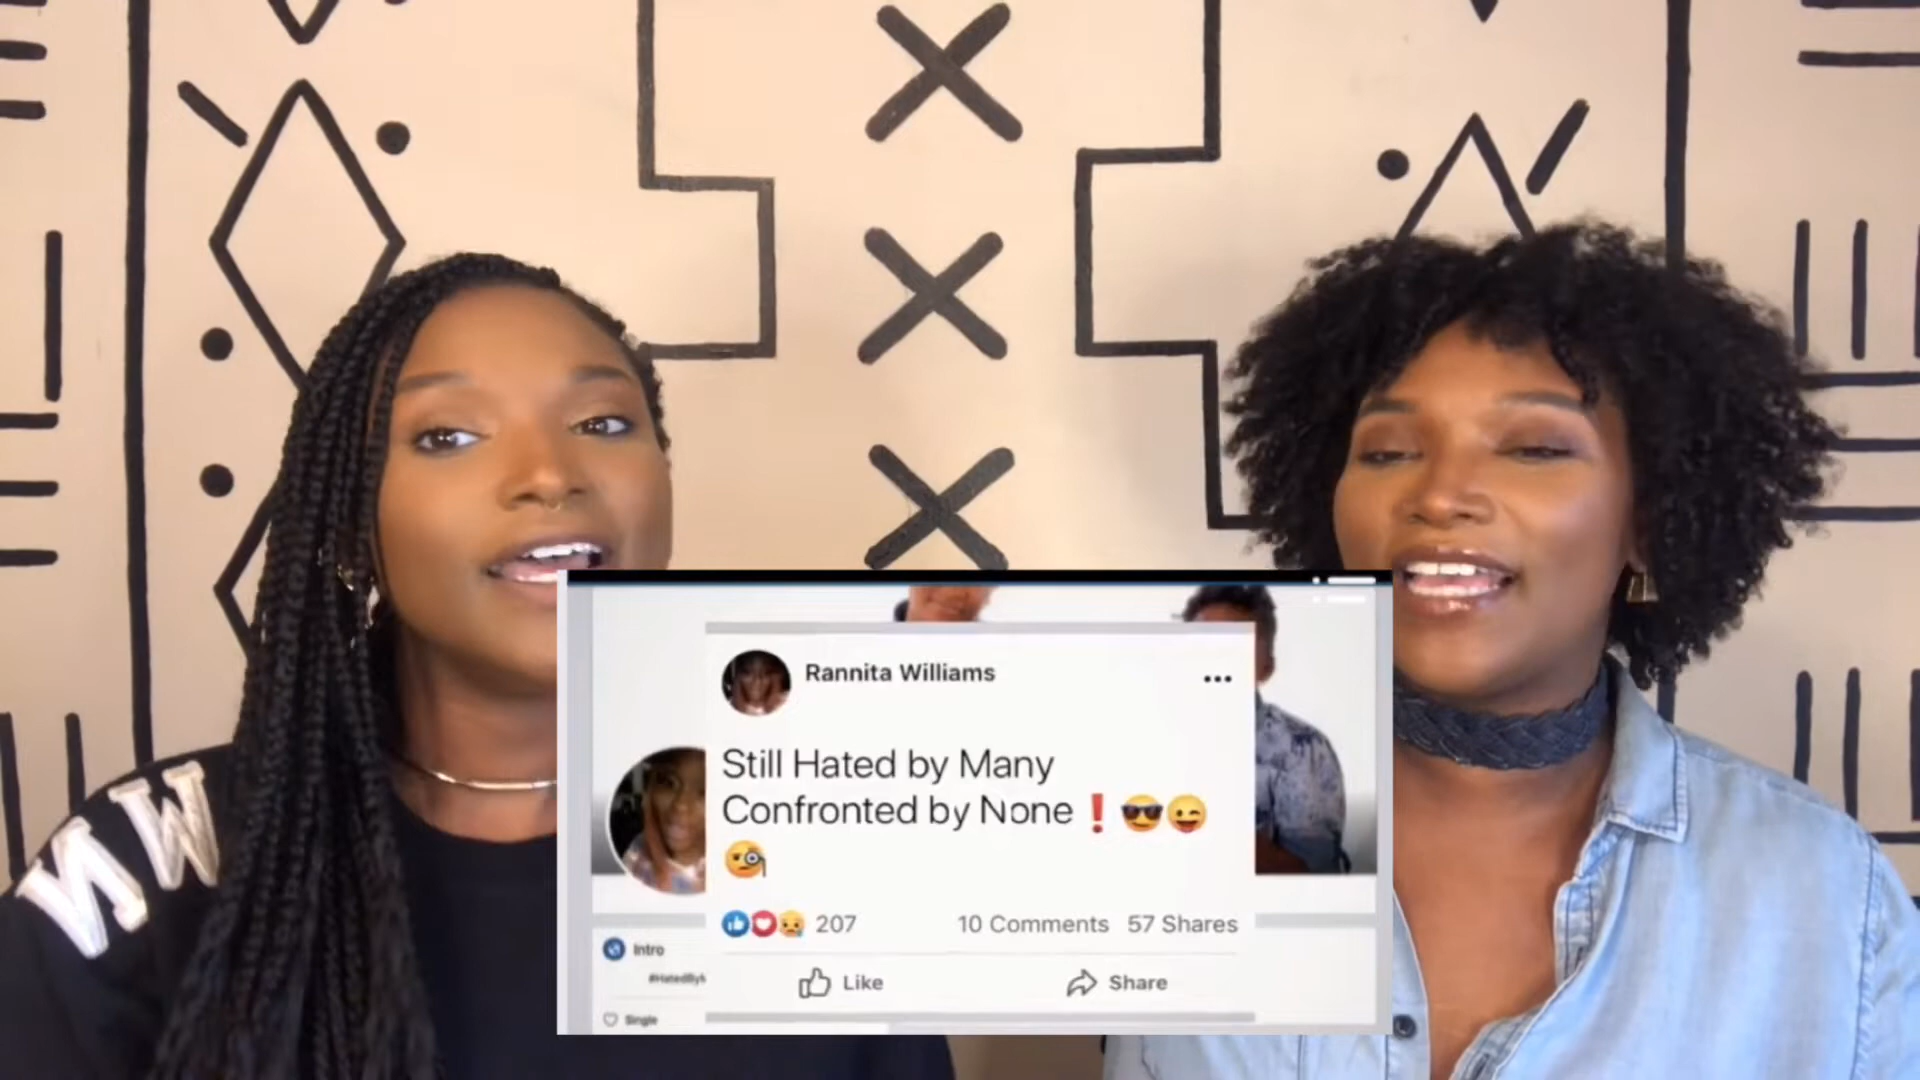 Rannita Williams
Still Hated by Many
Confronted by None❗😎😜
🧐
207
10 Comments 57 Shares
Like
Share
Intro
Single